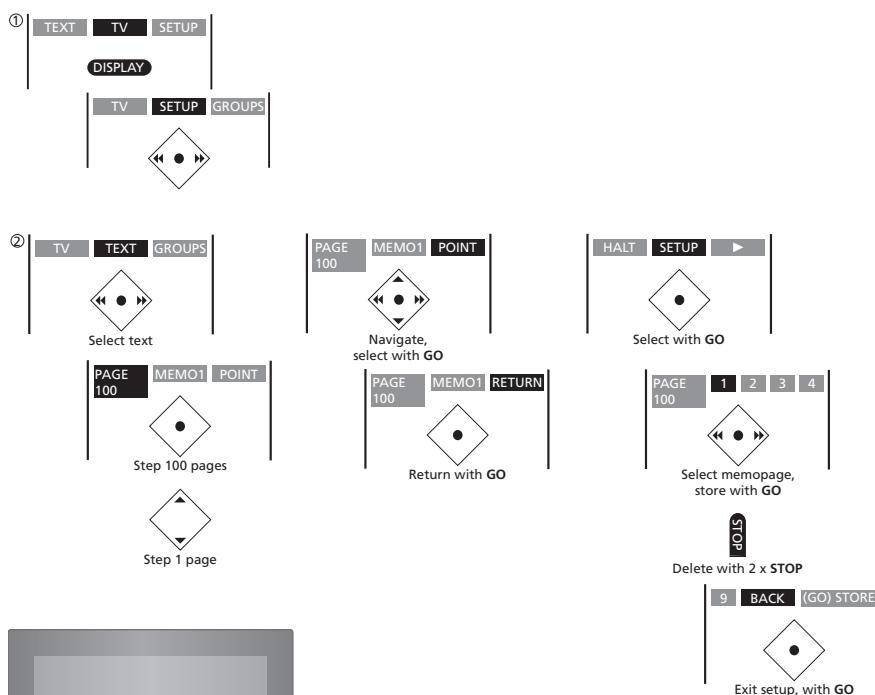 ①
TEXT TV SETUP
DISPLAY
TV SETUP GROUPS
②
TV TEXT GROUPS
Select text
PAGE 100 MEMO1 POINT
Step 100 pages
Step 1 page
PAGE 100 MEMO1 POINT
Navigate,
select with GO
PAGE 100 MEMO1 RETURN
Return with GO
HALT SETUP ►
Select with GO
PAGE 100 1 2 3 4
Select memopage,
store with GO
STOP
Delete with 2 x STOP
9 BACK (GO) STORE
Exit setup, with GO